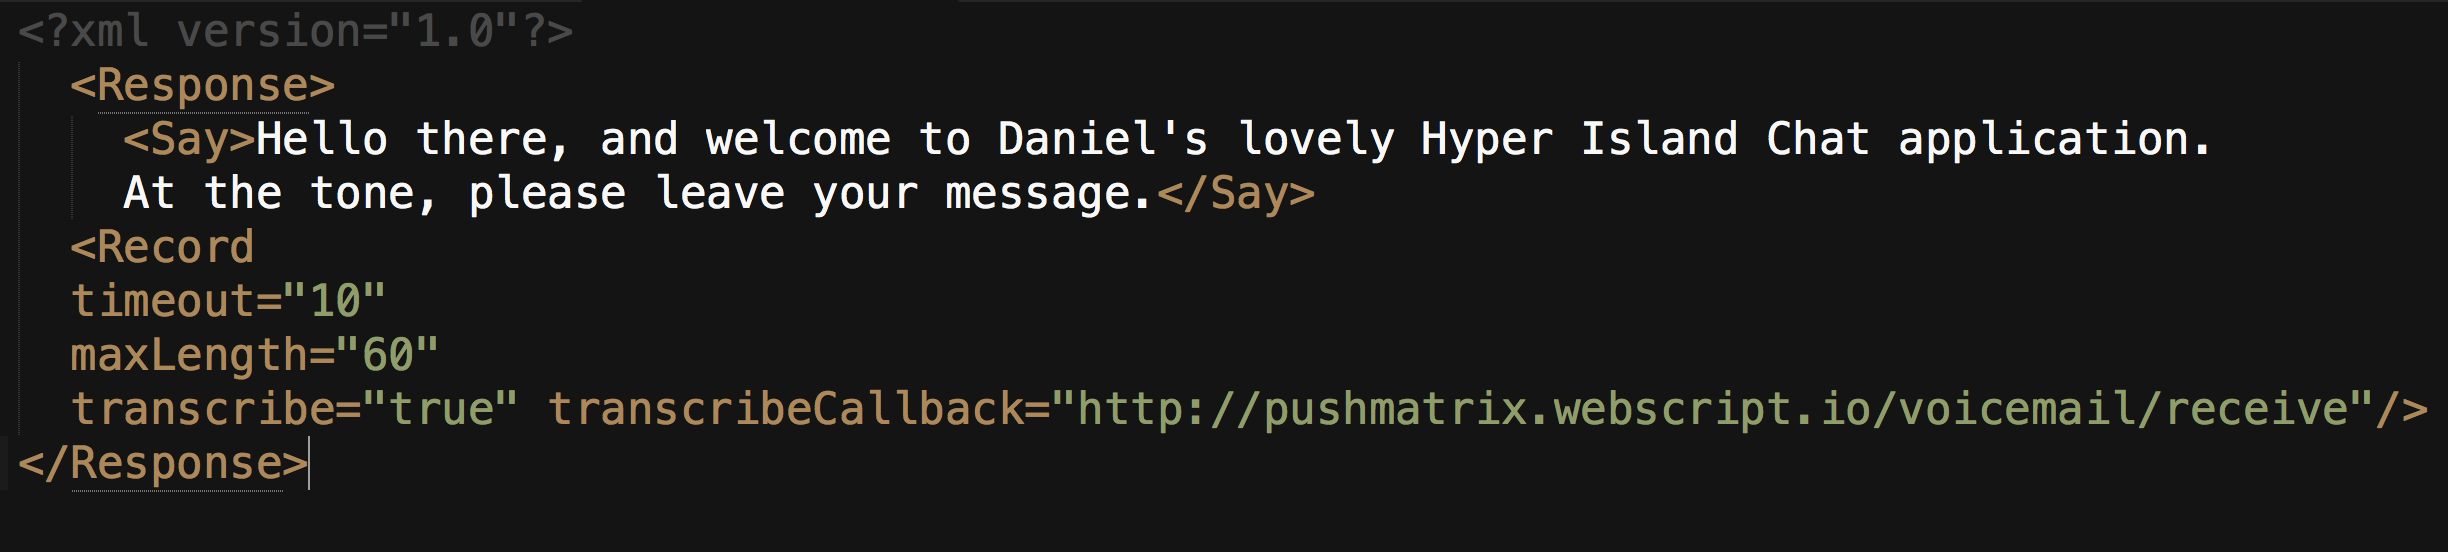 <?xml version="1.0"?>
<Response>
<Say>Hello there, and welcome to Daniel's lovely Hyper Island Chat application.
At the tone, please leave your message.</Say>
<Record
timeout="10"
maxLength="60"
transcribe="true" transcribeCallback="http://pushmatrix.webscript.io/voicemail/receive"/>
</Response>